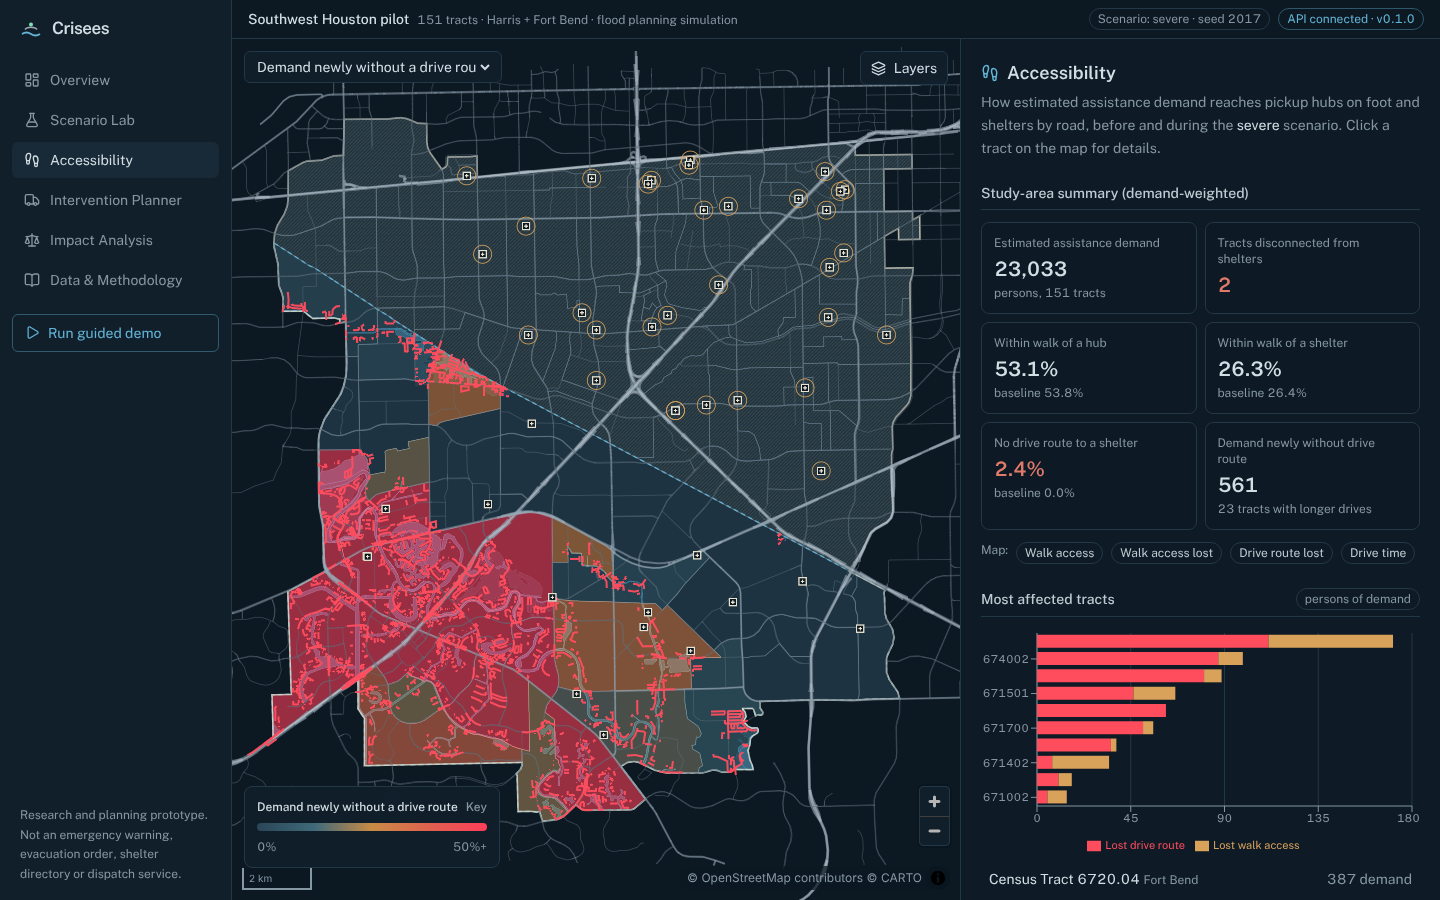 Crisees
Overview
Scenario Lab
Accessibility
Intervention Planner
Impact Analysis
Data & Methodology
Run guided demo
Research and planning prototype.
Not an emergency warning,
evacuation order, shelter
directory or dispatch service.
Southwest Houston pilot 151 tracts · Harris + Fort Bend · flood planning simulation
Scenario: severe · seed 2017
API connected · v0.1.0
Demand newly without a drive rou
Layers
Demand newly without a drive route Key
0% 50%+
2 km
+
−
© OpenStreetMap contributors © CARTO
Accessibility
How estimated assistance demand reaches pickup hubs on foot and
shelters by road, before and during the severe scenario. Click a
tract on the map for details.
Study-area summary (demand-weighted)
Estimated assistance demand
23,033
persons, 151 tracts
Tracts disconnected from
shelters
2
Within walk of a hub
53.1%
baseline 53.8%
Within walk of a shelter
26.3%
baseline 26.4%
No drive route to a shelter
2.4%
baseline 0.0%
Demand newly without drive
route
561
23 tracts with longer drives
Map: Walk access Walk access lost Drive route lost Drive time
Most affected tracts
persons of demand
674002
671501
671700
671402
671002
0 45 90 135 180
Lost drive route Lost walk access
Census Tract 6720.04 Fort Bend 387 demand